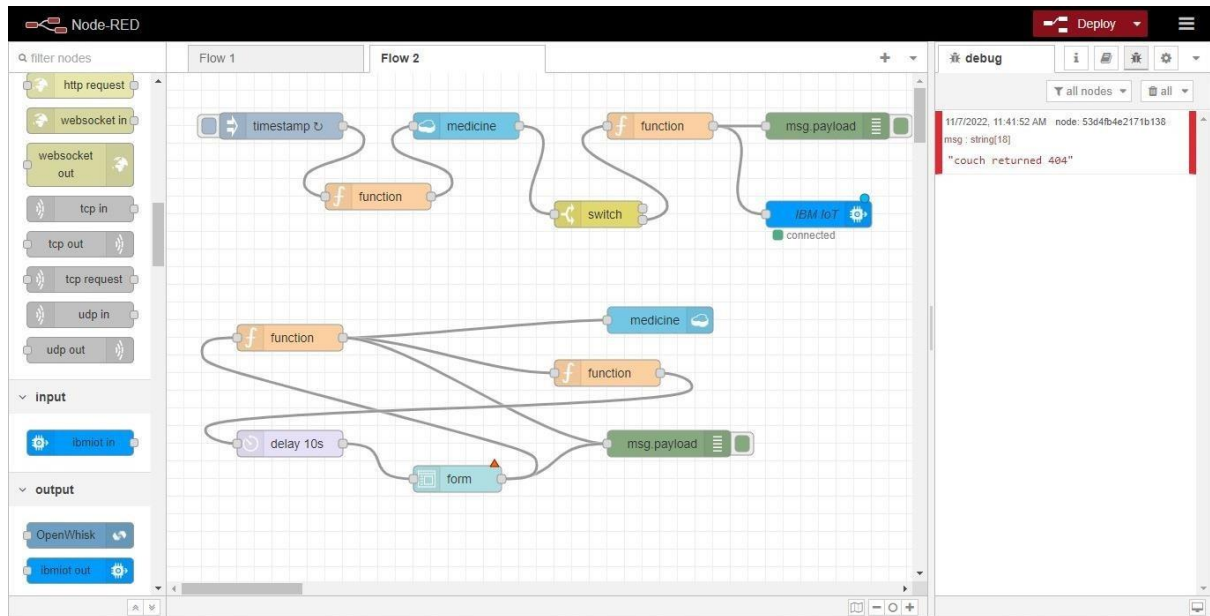 Node-RED
Deploy
filter nodes
Flow 1
Flow 2
debug
i
all nodes
all
http request
websocket in
websocket
out
tcp in
tcp out
tcp request
udp in
udp out
input
ibmiot in
output
OpenWhisk
ibmiot out
timestamp ↻
medicine
function
msg.payload
function
switch
IBM IoT
connected
medicine
function
function
delay 10s
msg.payload
form
11/7/2022, 11:41:52 AM node: 53d4fb4e2171b138
msg : string[18]
"couch returned 404"